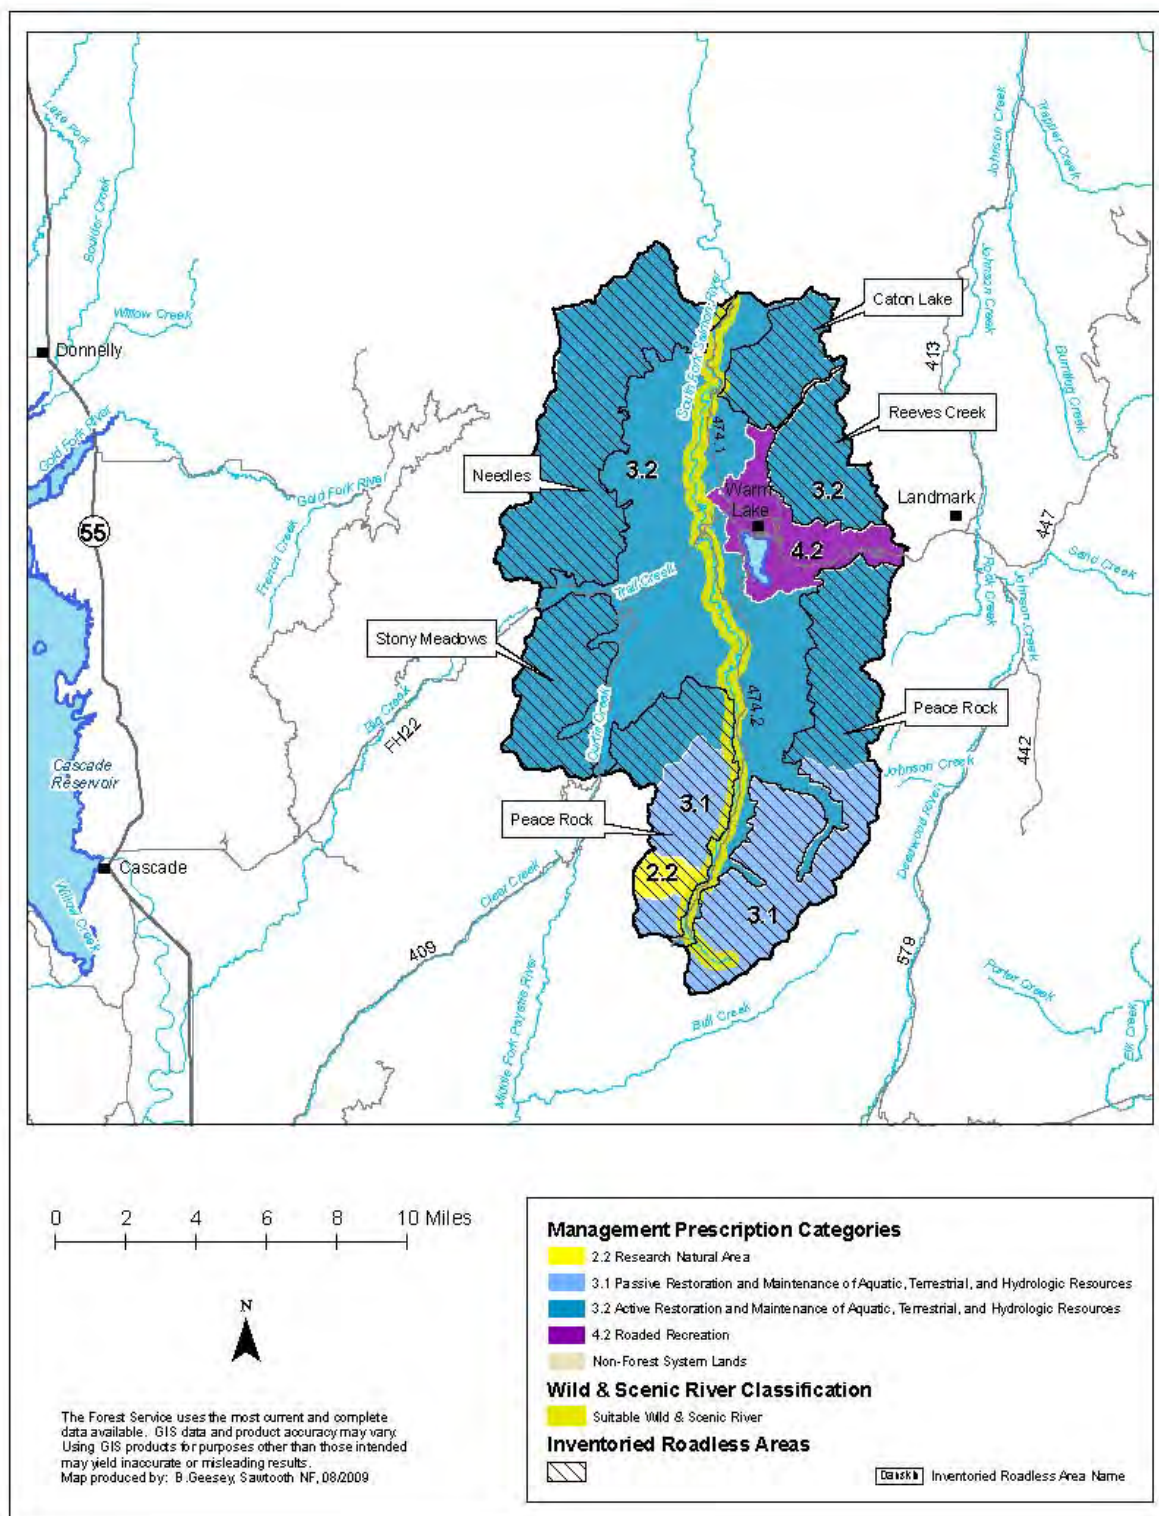 Lake Fork
Boulder Creek
Willow Creek
Donnelly
Gold Fork River
Gold Fork River
French Creek
55
Cascade
Reservoir
Cascade
Willow Creek
Needles
Stony Meadows
Peace Rock
Trail Creek
Big Creek
FH22
Curtis Creek
Clear Creek
409
Middle Fork Payette River
Bull Creek
South Fork Salmon River
474.1
474.2
3.2
3.2
Warm
Lake
4.2
3.1
2.2
3.1
Caton Lake
Reeves Creek
Landmark
Peace Rock
Johnson Creek
Trapper Creek
Johnson Creek
413
Burntlog Creek
447
Sand Creek
Pork Creek
Johnson Creek
442
Johnson Creek
Deadwood River
579
Porter Creek
Elk Creek
0 2 4 6 8 10 Miles
N
The Forest Service uses the most current and complete
data available. GIS data and product accuracy may vary.
Using GIS products for purposes other than those intended
may yield inaccurate or misleading results.
Map produced by: B.Geesey, Sawtooth NF, 08/2009
Management Prescription Categories
2.2 Research Natural Area
3.1 Passive Restoration and Maintenance of Aquatic, Terrestrial, and Hydrologic Resources
3.2 Active Restoration and Maintenance of Aquatic, Terrestrial, and Hydrologic Resources
4.2 Roaded Recreation
Non-Forest System Lands
Wild & Scenic River Classification
Suitable Wild & Scenic River
Inventoried Roadless Areas
Danskin Inventoried Roadless Area Name